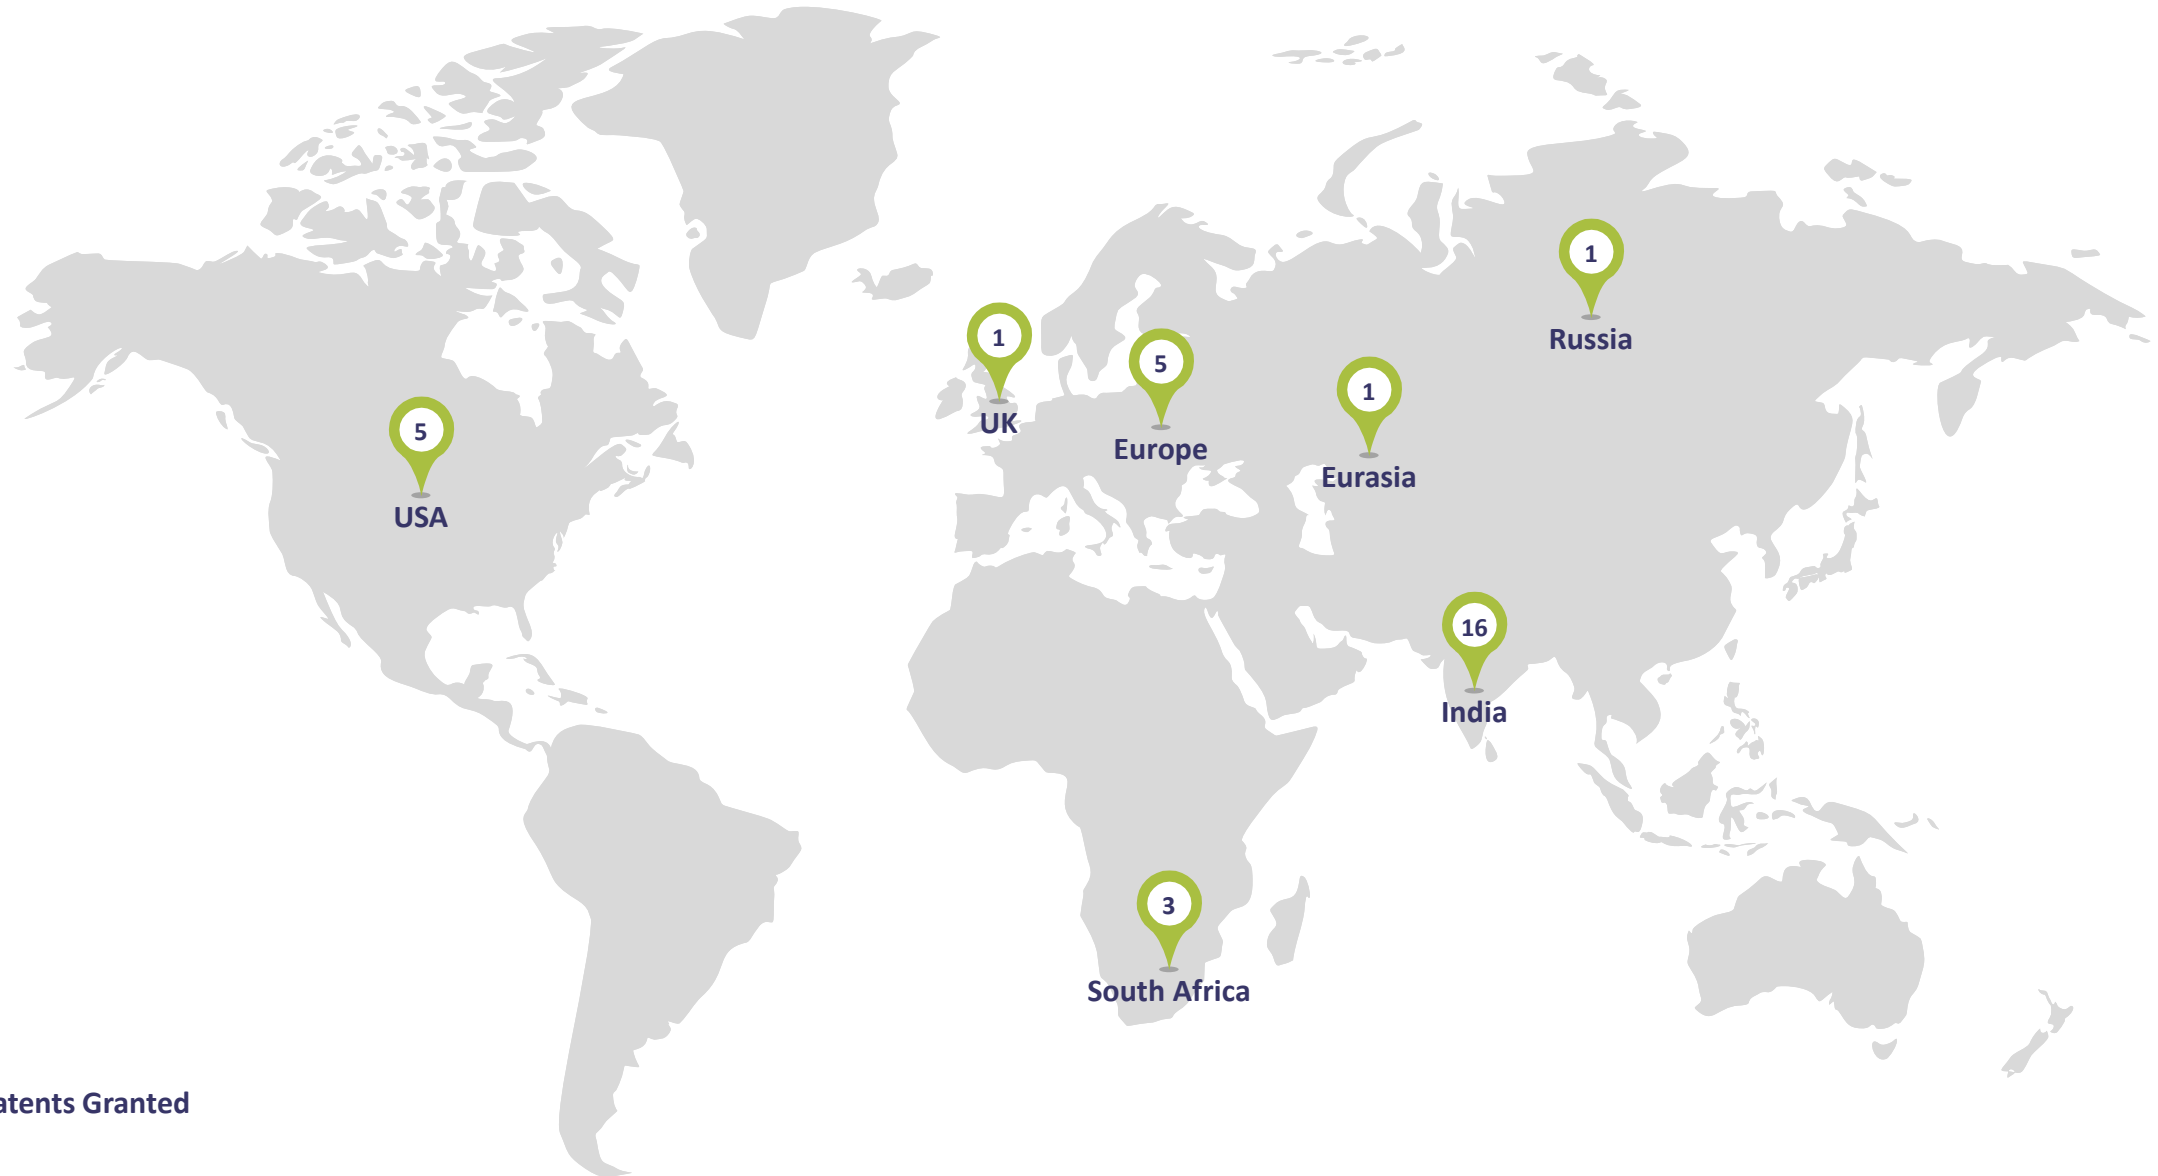 1
Russia
1
UK
5
Europe
1
Eurasia
5
USA
16
India
3
South Africa
atents Granted